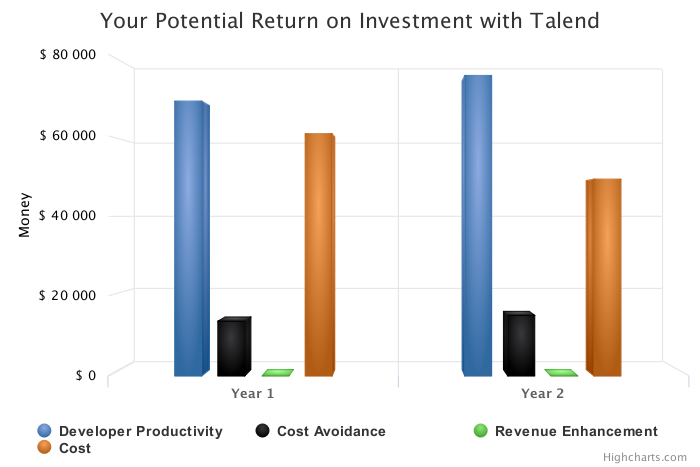 Your Potential Return on Investment with Talend
$ 80 000
$ 60 000
$ 40 000
$ 20 000
$ 0
Money
Year 1
Year 2
Developer Productivity
Cost Avoidance
Revenue Enhancement
Cost
Highcharts.com